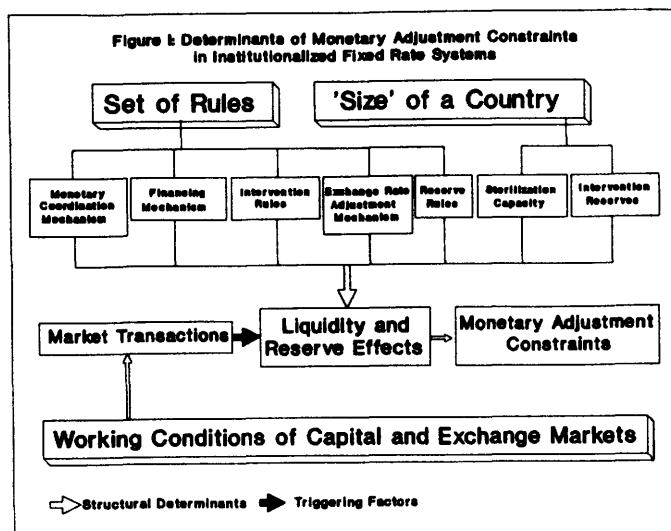 Figure I: Determinants of Monetary Adjustment Constraints
in Institutionalized Fixed Rate Systems
Set of Rules
'Size' of a Country
Monetary
Coordination
Mechanism
Financing
Mechanism
Intervention
Rules
Exchange Rate
Adjustment
Mechanism
Reserve
Rules
Sterilization
Capacity
Intervention
Reserves
Market Transactions
Liquidity and
Reserve Effects
Monetary Adjustment
Constraints
Working Conditions of Capital and Exchange Markets
Structural Determinants
Triggering Factors